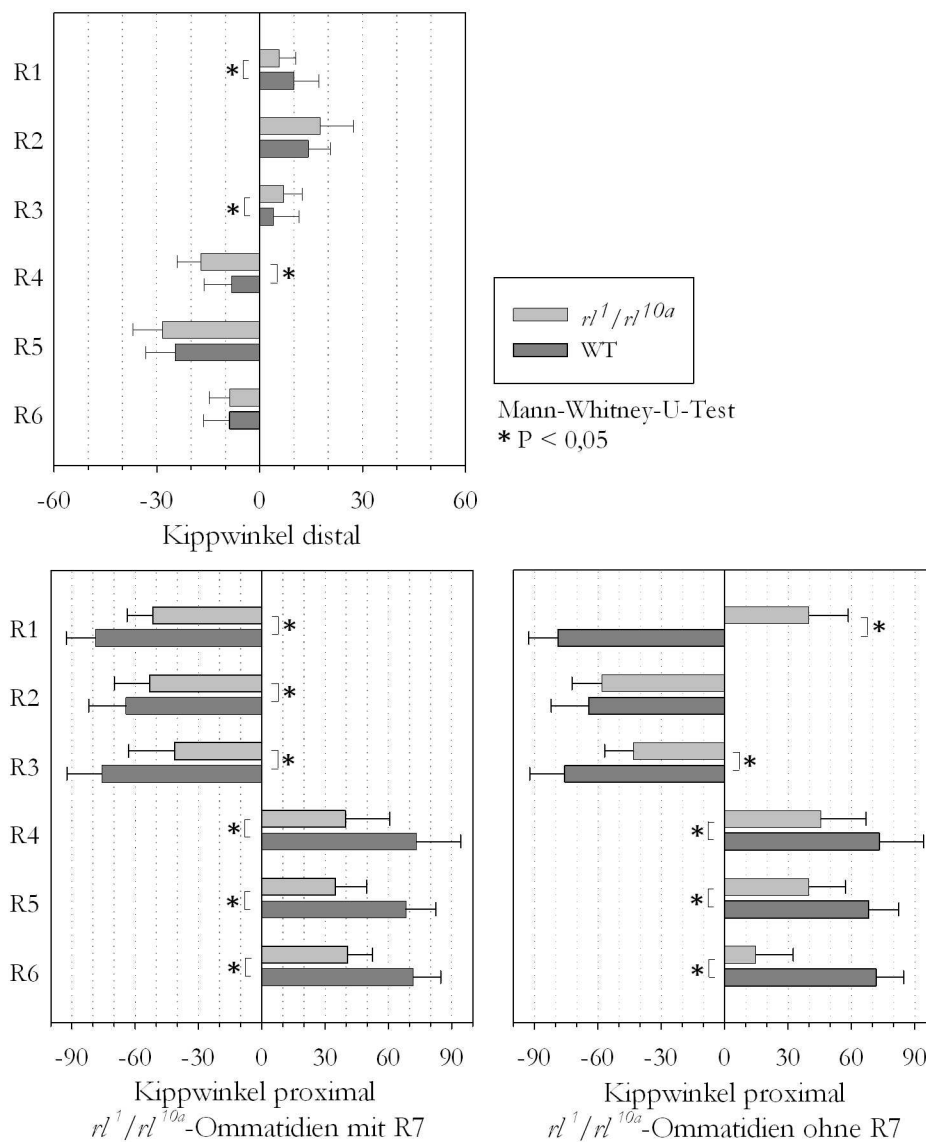 R1
*
R2
R3
*
R4
*
R5
R6
-60 -30 0 30 60
Kippwinkel distal
rl¹/rl¹⁰ᵃ
WT
Mann-Whitney-U-Test
* P < 0,05
R1
*
R2
*
R3
*
R4
*
R5
*
R6
*
-90 -60 -30 0 30 60 90
Kippwinkel proximal
rl¹/rl¹⁰ᵃ-Ommatidien mit R7
*
*
*
*
*
-90 -60 -30 0 30 60 90
Kippwinkel proximal
rl¹/rl¹⁰ᵃ-Ommatidien ohne R7